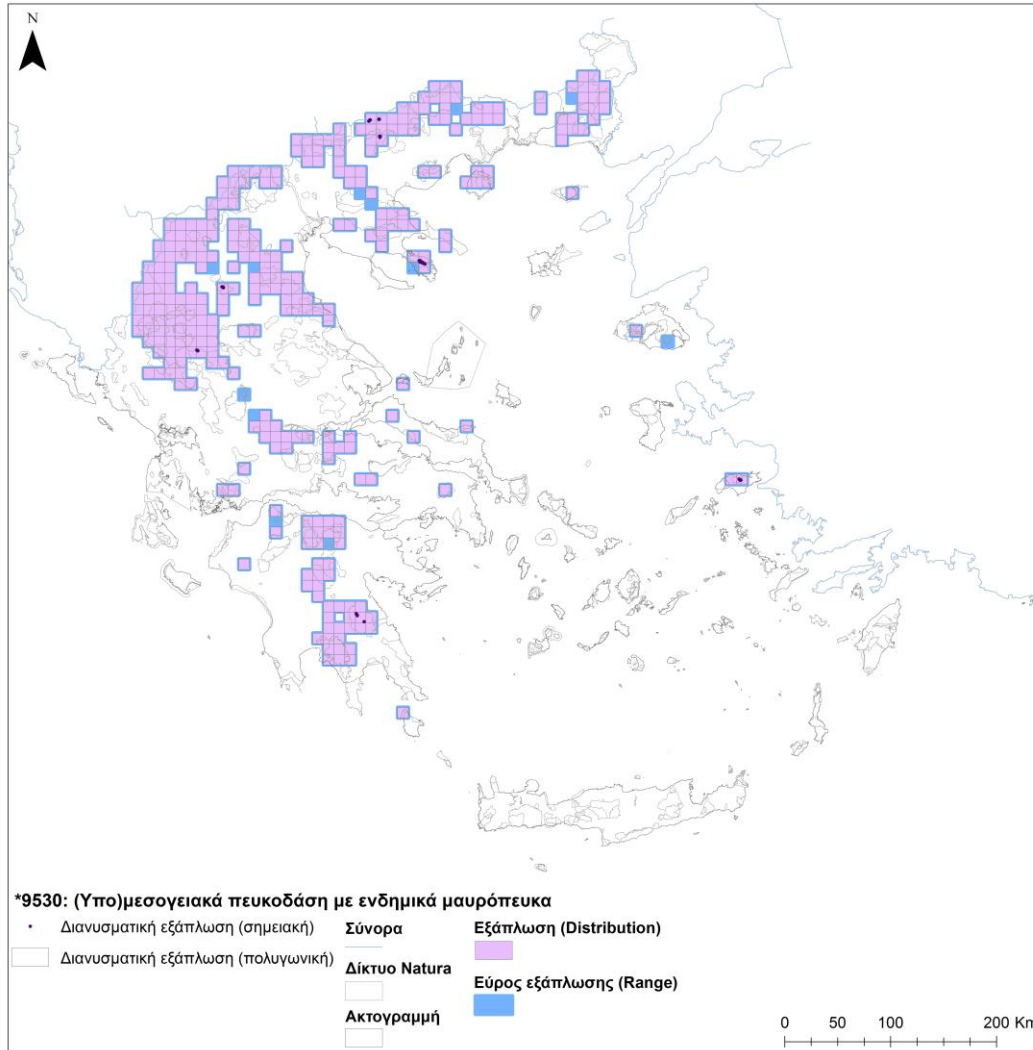 N
*9530: (Υπο)μεσογειακά πευκοδάση με ενδημικά μαυρόπευκα
Διανυσματική εξάπλωση (σημειακή)
Διανυσματική εξάπλωση (πολυγωνική)
Σύνορα
Δίκτυο Natura
Ακτογραμμή
Εξάπλωση (Distribution)
Εύρος εξάπλωσης (Range)
0 50 100 200 Km